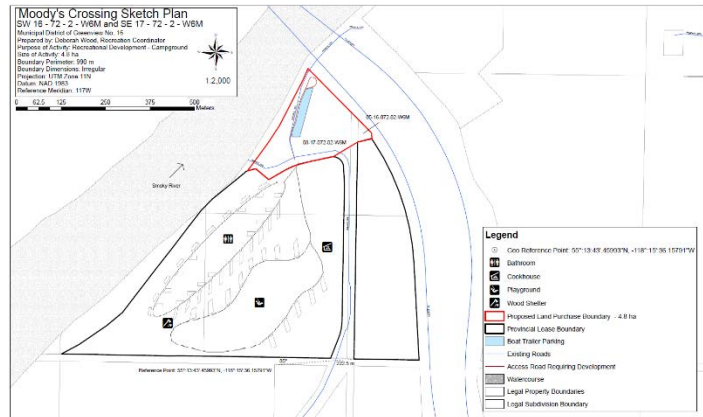 Moody's Crossing Sketch Plan
SW 16 - 72 - 2 - W6M and SE 17 - 72 - 2 - W6M
Municipal District of Greenview No. 16
Prepared by: Deborah Wood, Recreation Coordinator
Purpose of Activity: Recreational Development - Campground
Size of Activity: 4.8 ha
Boundary Perimeter: 990 m
Boundary Dimensions: Irregular
Projection: UTM Zone 11N
Datum: NAD 1983
Reference Meridian: 117W
1:2,000
0 62.5 125 250 375 500
Meters
05-16-072-02-W6M
08-17-072-02-W6M
Smoky River
Legend
Geo Reference Point: 55°:13:43'.45993"N, -118°:15':36.15791"W
Bathroom
Cookhouse
Playground
Wood Shelter
Proposed Land Purchase Boundary - 4.8 ha
Provincial Lease Boundary
Boat Trailer Parking
Existing Roads
Access Road Requiring Development
Watercourse
Legal Property Boundaries
Legal Subdivision Boundary